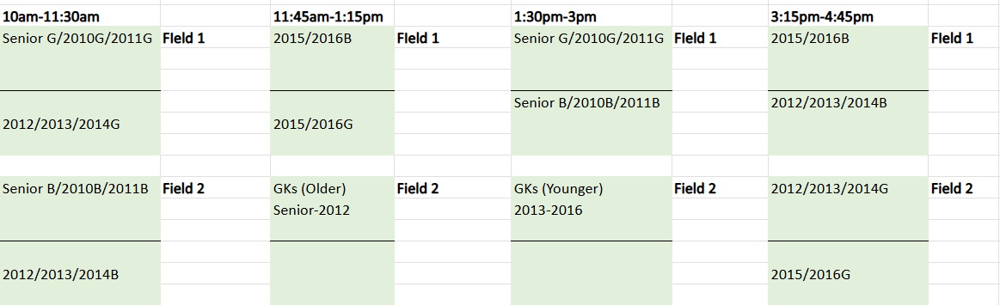 10am-11:30am 11:45am-1:15pm 1:30pm-3pm 3:15pm-4:45pm
Senior G/2010G/2011G FIeld 1 2015/2016B FIeld 1 Senior G/2010G/2011G FIeld 1 2015/2016B FIeld 1
Senior B/2010B/2011B 2012/2013/2014B
2012/2013/2014G 2015/2016G
Senior B/2010B/2011B Field 2 GKs (Older) Field 2 GKs (Younger) Field 2 2012/2013/2014G Field 2
Senior-2012 2013-2016
2012/2013/2014B 2015/2016G